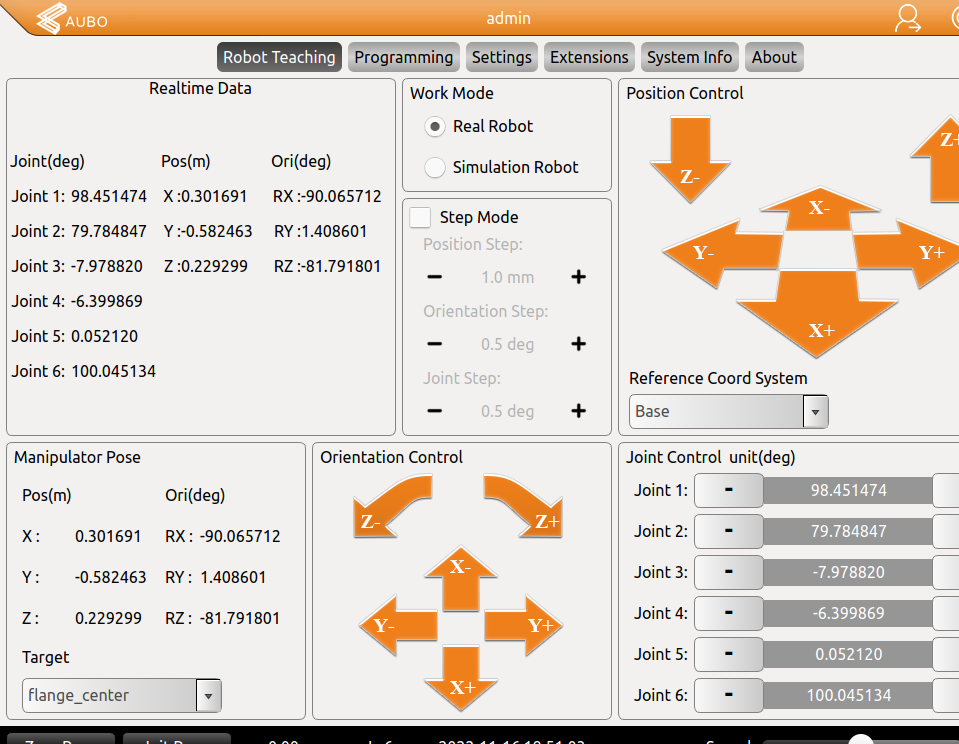 AUBO
admin
Robot Teaching Programming Settings Extensions System Info About
Realtime Data
Joint(deg) Pos(m) Ori(deg)
Joint 1: 98.451474 X :0.301691 RX :-90.065712
Joint 2: 79.784847 Y :-0.582463 RY :1.408601
Joint 3: -7.978820 Z :0.229299 RZ :-81.791801
Joint 4: -6.399869
Joint 5: 0.052120
Joint 6: 100.045134
Work Mode
Real Robot
Simulation Robot
Step Mode
Position Step:
- 1.0 mm +
Orientation Step:
- 0.5 deg +
Joint Step:
- 0.5 deg +
Position Control
Z- Z+
X-
Y- Y+
X+
Reference Coord System
Base
Manipulator Pose
Pos(m) Ori(deg)
X : 0.301691 RX : -90.065712
Y : -0.582463 RY : 1.408601
Z : 0.229299 RZ : -81.791801
Target
flange_center
Orientation Control
Z- Z+
X-
Y- Y+
X+
Joint Control unit(deg)
Joint 1: - 98.451474
Joint 2: - 79.784847
Joint 3: - -7.978820
Joint 4: - -6.399869
Joint 5: - 0.052120
Joint 6: - 100.045134